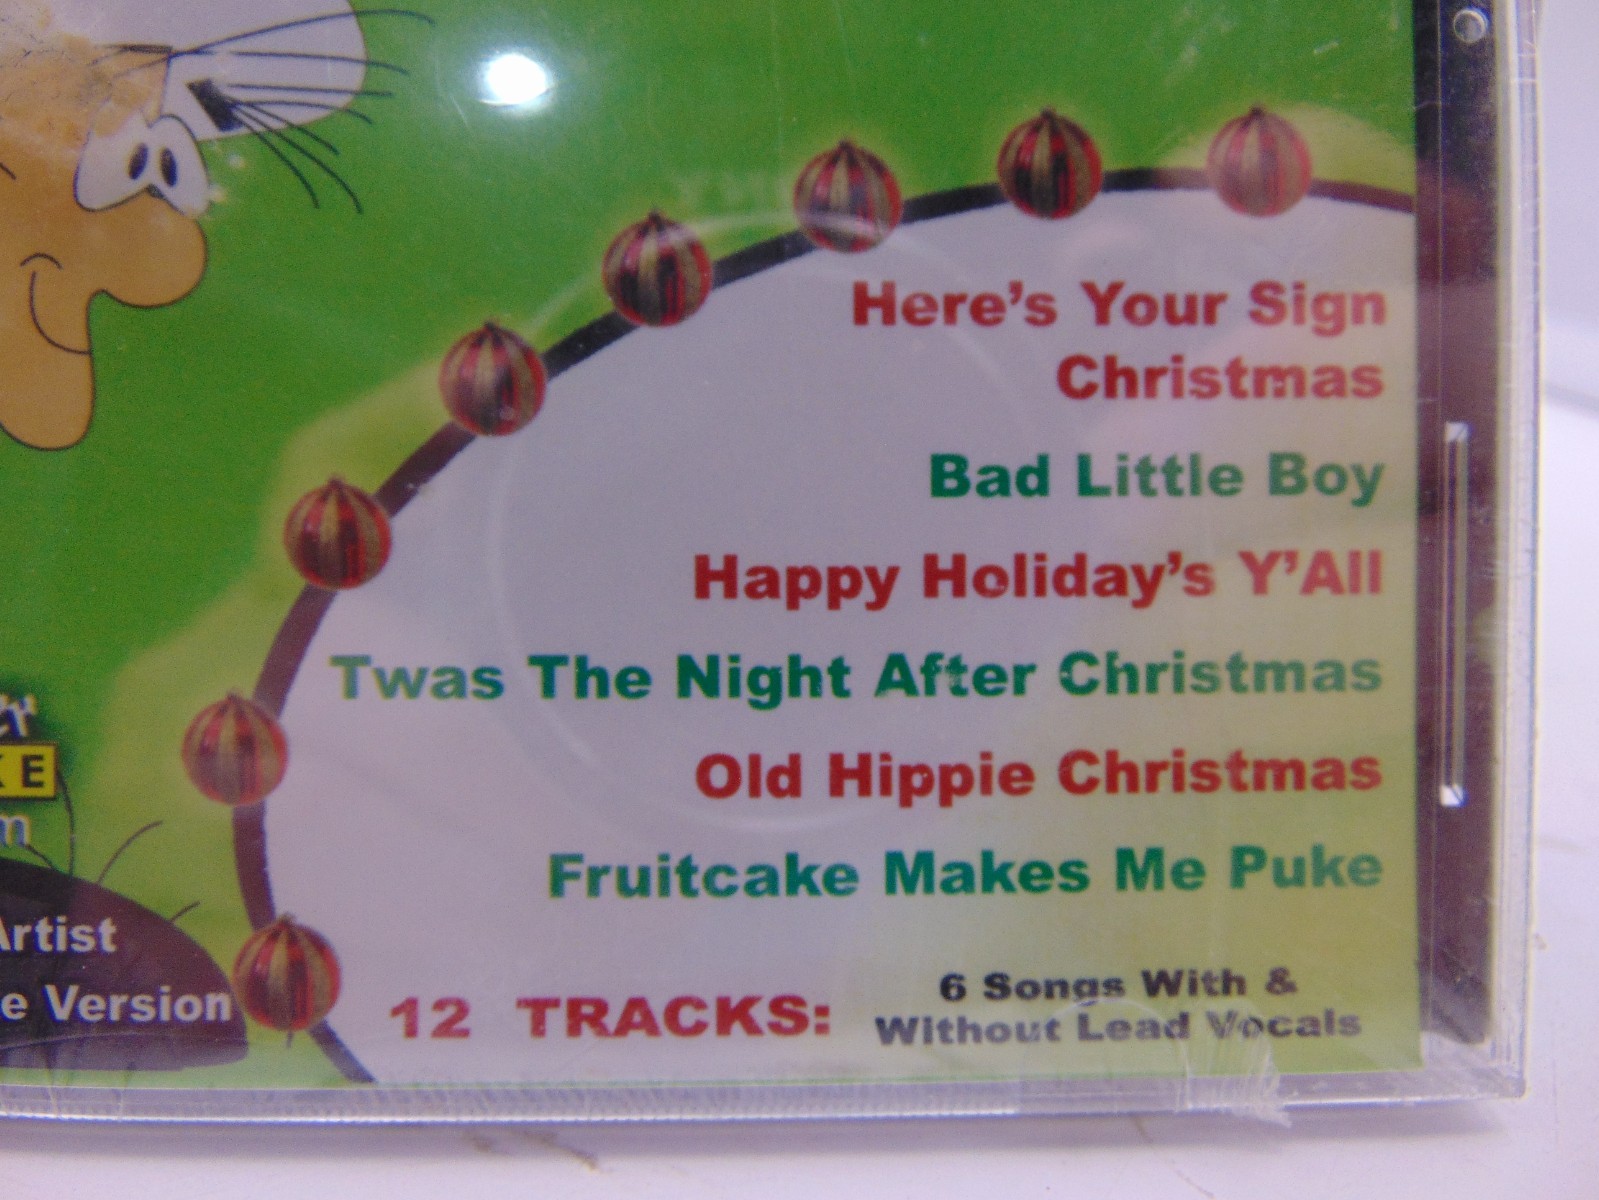 Here's Your Sign
Christmas
Bad Little Boy
Happy Holiday's Y'All
Twas The Night After Christmas
Old Hippie Christmas
Fruitcake Makes Me Puke
12 TRACKS:
6 Songs With &
Without Lead Vocals
KE
Artist
e Version